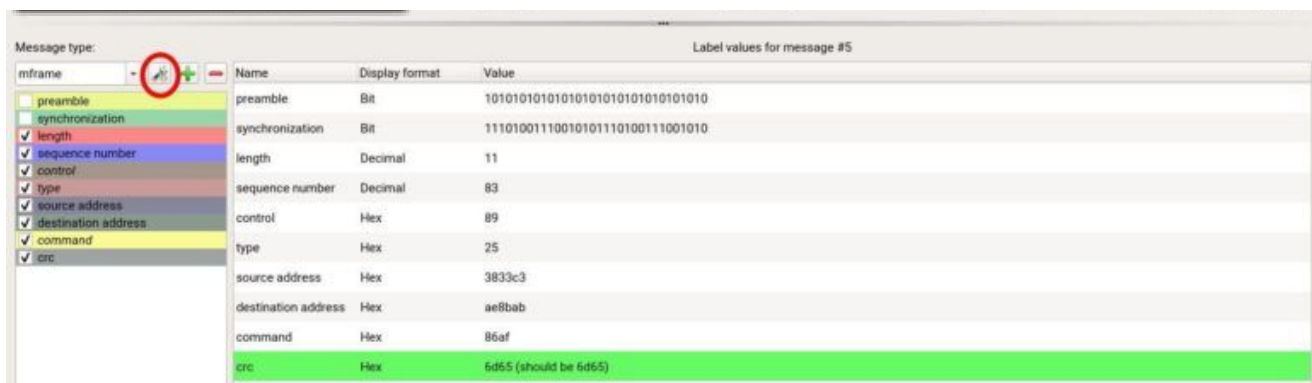 Message type:
Label values for message #5
mframe
Name Display format Value
preamble
synchronization
length
sequence number
control
type
source address
destination address
command
crc
preamble Bit 10101010101010101010101010101010
synchronization Bit 11101001110010101110100111001010
length Decimal 11
sequence number Decimal 83
control Hex 89
type Hex 25
source address Hex 3833c3
destination address Hex ae8bab
command Hex 86af
crc Hex 6d65 (should be 6d65)